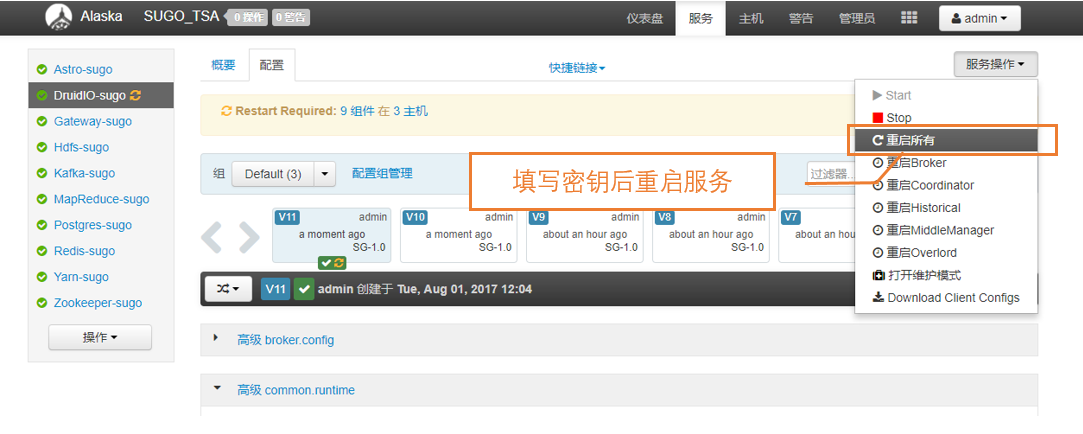 Alaska SUGO_TSA 0 操作 0 警告 仪表盘 服务 主机 警告 管理员 admin
Astro-sugo
DruidIO-sugo
Gateway-sugo
Hdfs-sugo
Kafka-sugo
MapReduce-sugo
Postgres-sugo
Redis-sugo
Yarn-sugo
Zookeeper-sugo
操作
概要 配置 快捷链接 服务操作
Restart Required: 9 组件 在 3 主机
Start
Stop
重启所有
重启Broker
重启Coordinator
重启Historical
重启MiddleManager
重启Overlord
打开维护模式
Download Client Configs
组 Default (3) 配置组管理 过滤器...
填写密钥后重启服务
V11 admin
a moment ago
SG-1.0
V10 admin
a moment ago
SG-1.0
V9 admin
about an hour ago
SG-1.0
V8 admin
about an hour ago
SG-1.0
V7
about an hou
V11 admin 创建于 Tue, Aug 01, 2017 12:04
高级 broker.config
高级 common.runtime